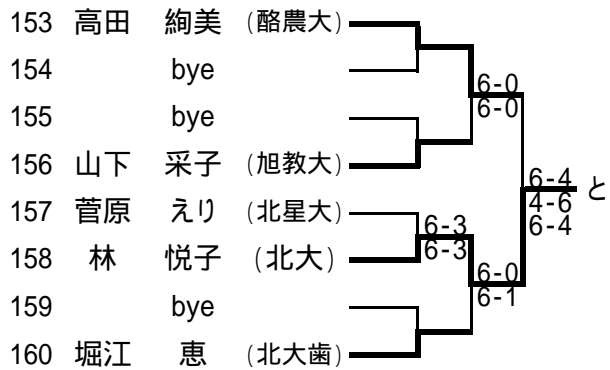 153 高田 絢美 (酪農大)
154 bye
6-0
6-0
155 bye
156 山下 采子 (旭教大)
6-4
4-6
6-4
と
157 菅原 えり (北星大)
6-3
6-3
158 林 悦子 (北大)
6-0
6-1
159 bye
160 堀江 恵 (北大歯)